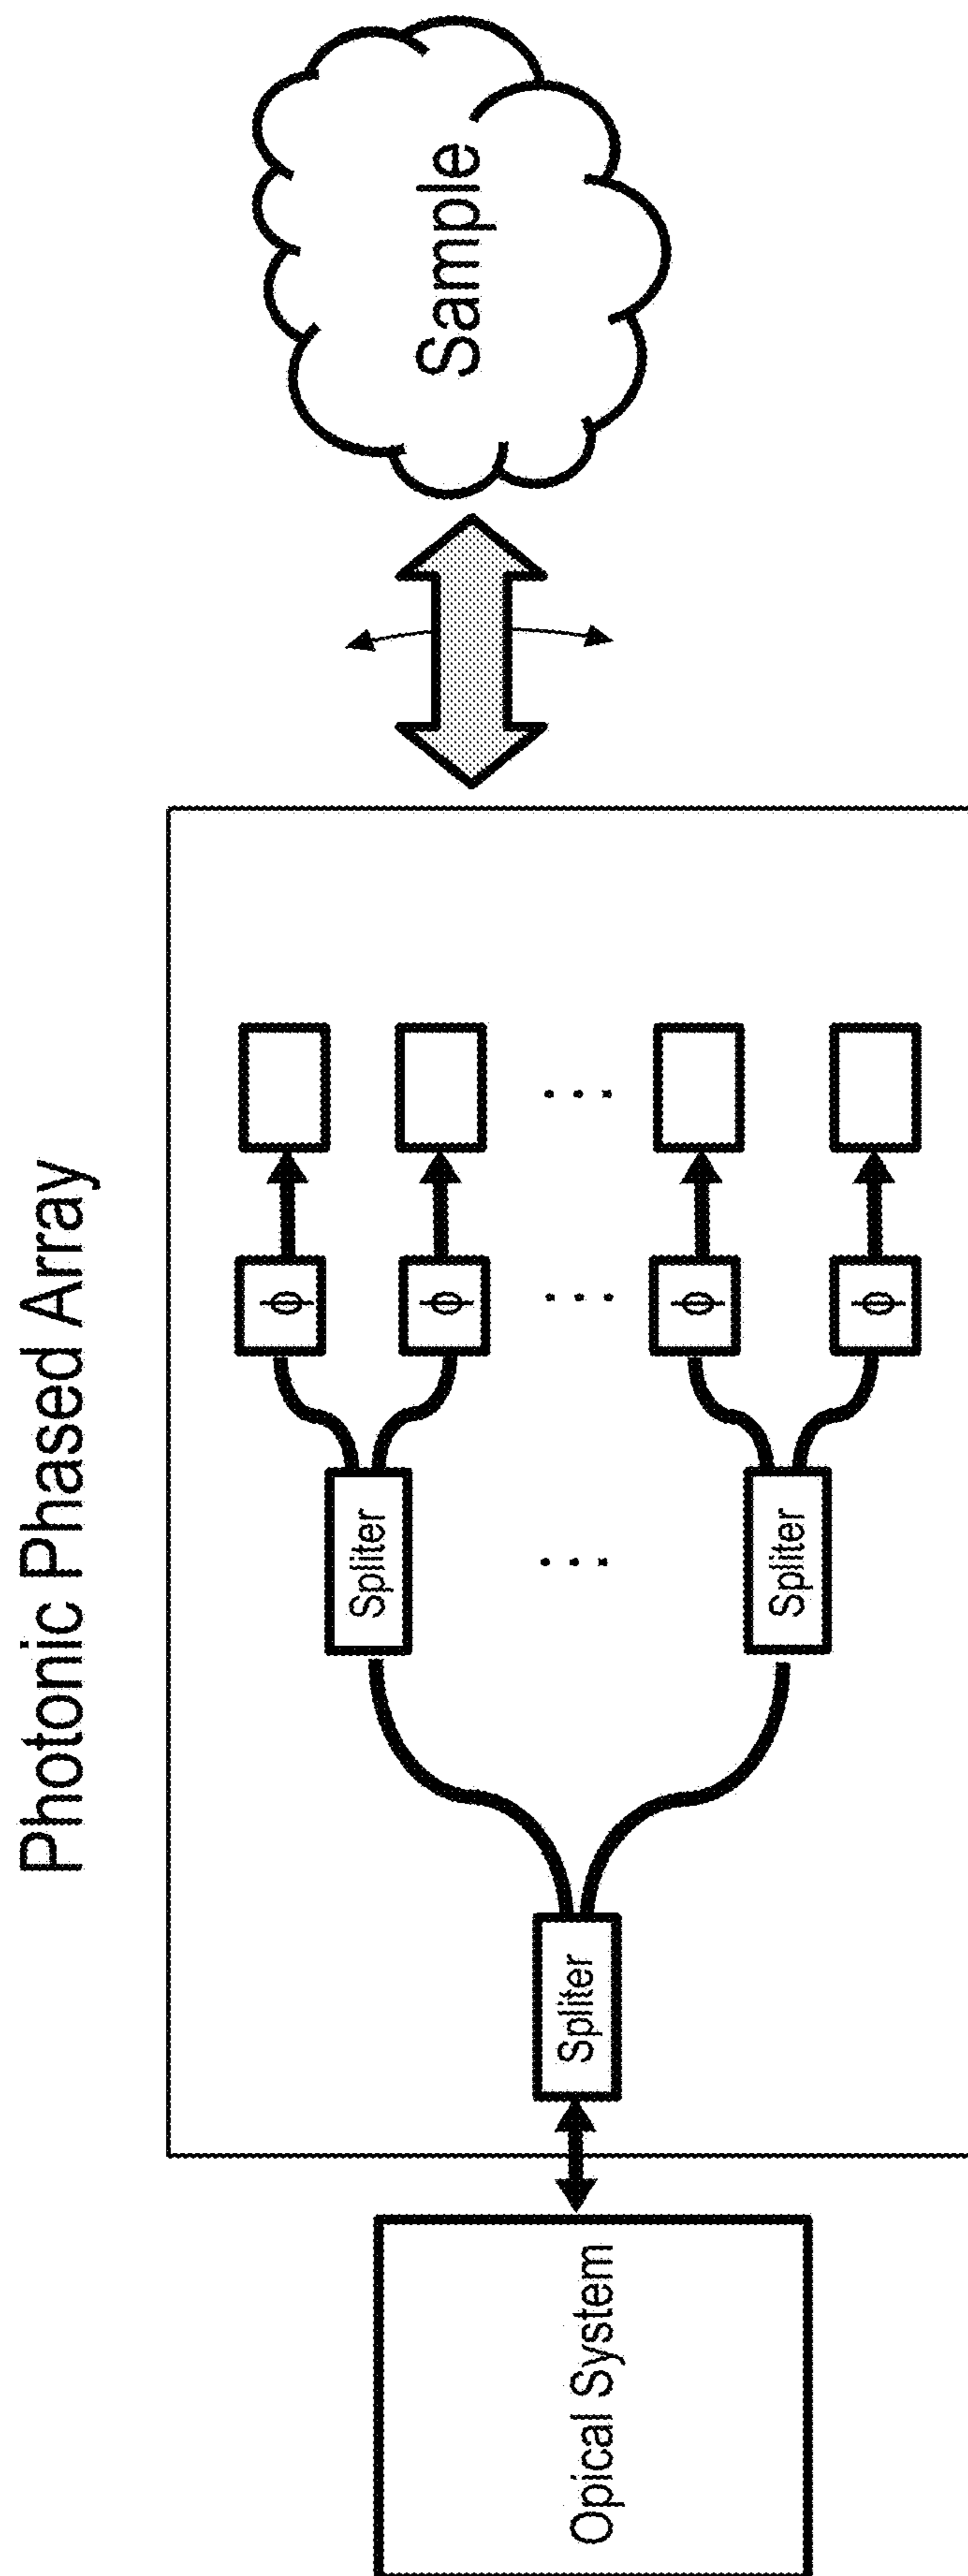 Photonic Phased Array
Opical System
Spliter
Spliter
Spliter
ϕ
ϕ
ϕ
ϕ
Sample